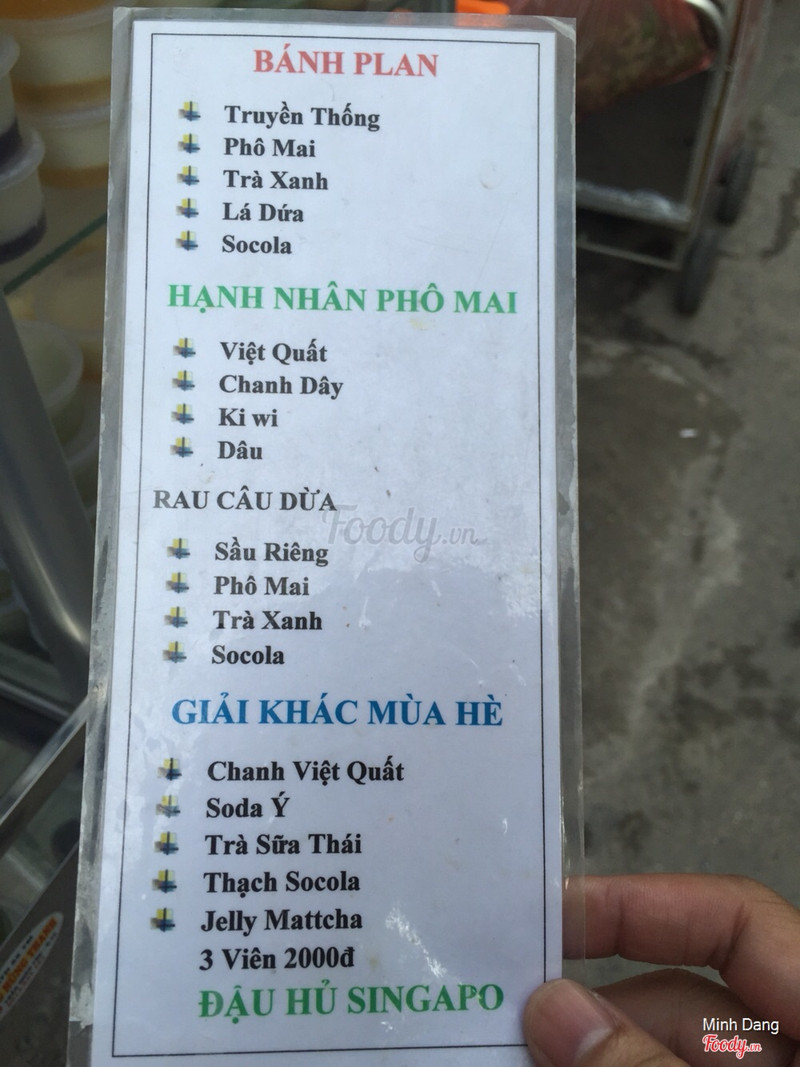 BÁNH PLAN
Truyền Thống
Phô Mai
Trà Xanh
Lá Dứa
Socola
HẠNH NHÂN PHÔ MAI
Việt Quất
Chanh Dây
Ki wi
Dâu
RAU CÂU DỪA
Foody.vn
Sầu Riêng
Phô Mai
Trà Xanh
Socola
GIẢI KHÁC MÙA HÈ
Chanh Việt Quất
Soda Ý
Trà Sữa Thái
Thạch Socola
Jelly Mattcha
3 Viên 2000đ
ĐẬU HỦ SINGAPO
Minh Dang
Foody.vn